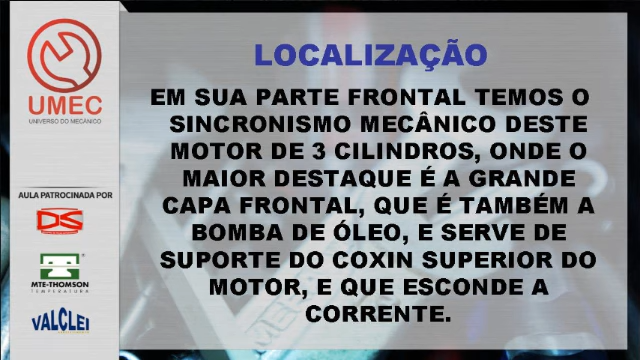 UMEC
UNIVERSO DO MECÂNICO
AULA PATROCINADA POR
DS
MTE-THOMSON
TEMPERATURA
VALCLEI
LOCALIZAÇÃO
EM SUA PARTE FRONTAL TEMOS O
SINCRONISMO MECÂNICO DESTE
MOTOR DE 3 CILINDROS, ONDE O
MAIOR DESTAQUE É A GRANDE
CAPA FRONTAL, QUE É TAMBÉM A
BOMBA DE ÓLEO, E SERVE DE
SUPORTE DO COXIN SUPERIOR DO
MOTOR, E QUE ESCONDE A
CORRENTE.